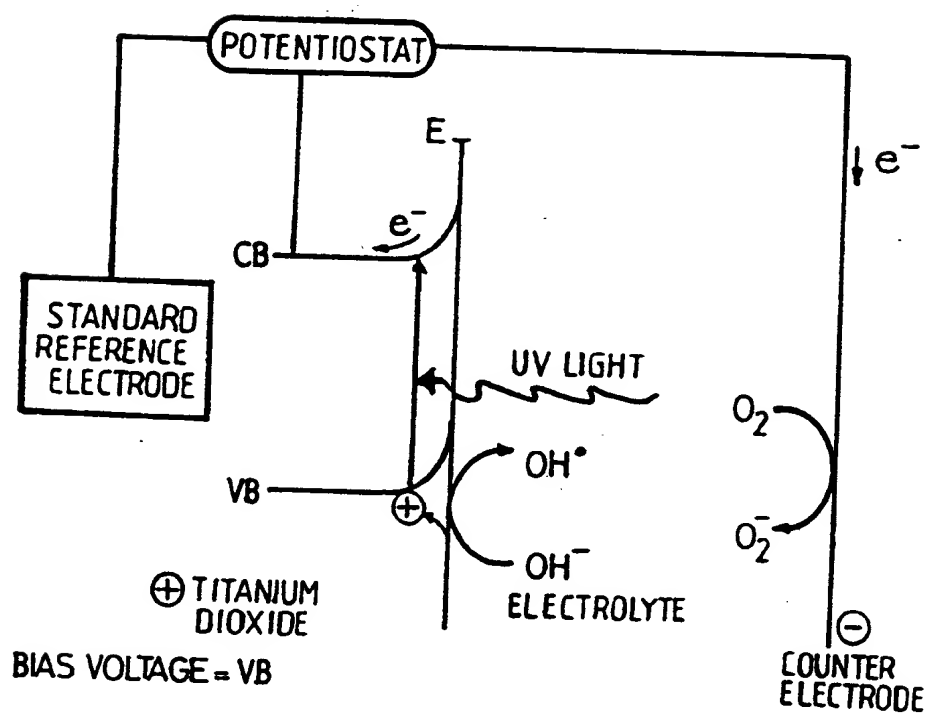 POTENTIOSTAT
E
e⁻
e⁻
CB
STANDARD
REFERENCE
ELECTRODE
UV LIGHT
O₂
OH•
VB
+
O₂⁻
OH⁻
+ TITANIUM
DIOXIDE
ELECTROLYTE
−
BIAS VOLTAGE = VB
COUNTER
ELECTRODE